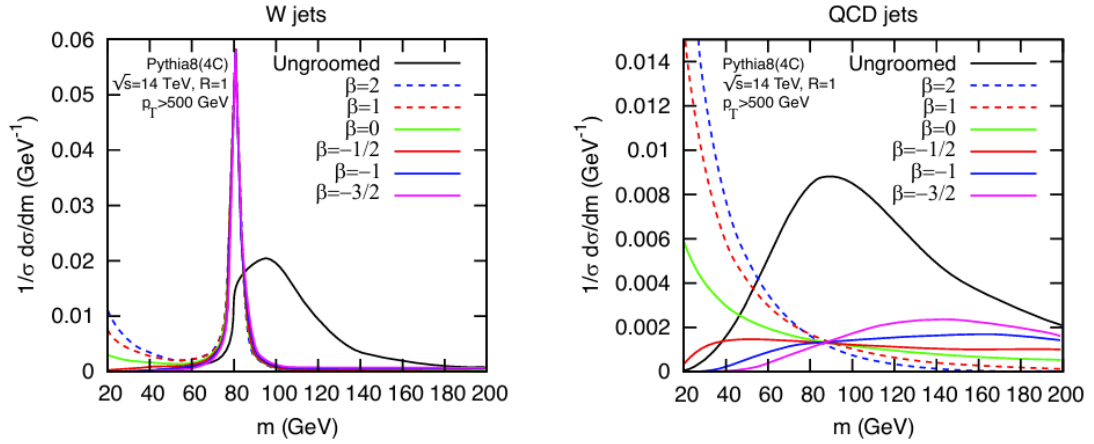 W jets
1/σ dσ/dm (GeV⁻¹)
0.06
0.05
0.04
0.03
0.02
0.01
0
Pythia8(4C)
√s=14 TeV, R=1
p_T>500 GeV
Ungroomed
β=2
β=1
β=0
β=−1/2
β=−1
β=−3/2
20 40 60 80 100 120 140 160 180 200
m (GeV)
QCD jets
1/σ dσ/dm (GeV⁻¹)
0.014
0.012
0.01
0.008
0.006
0.004
0.002
0
Pythia8(4C)
√s=14 TeV, R=1
p_T>500 GeV
Ungroomed
β=2
β=1
β=0
β=−1/2
β=−1
β=−3/2
20 40 60 80 100 120 140 160 180 200
m (GeV)